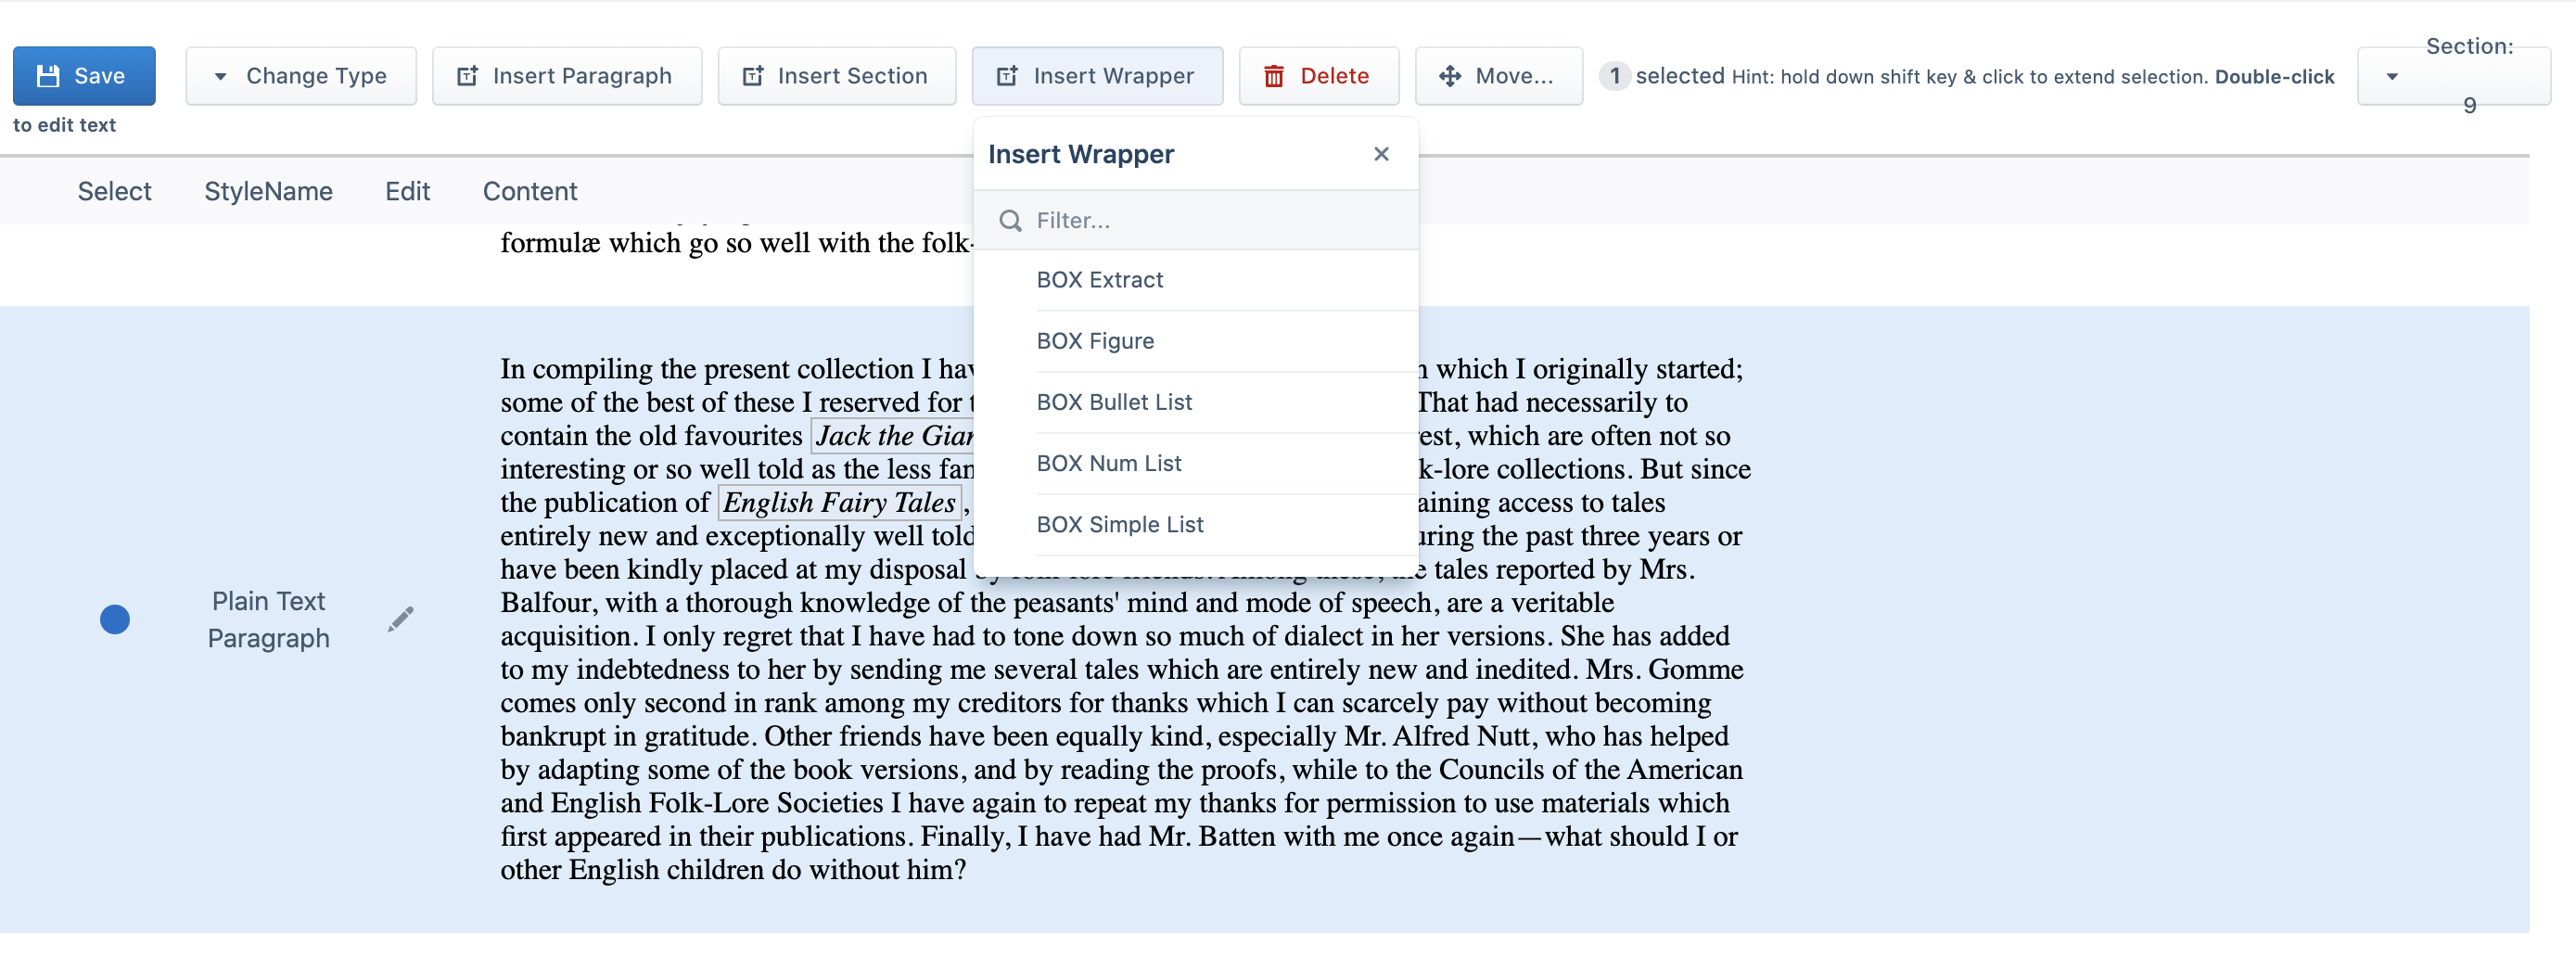 Save
Change Type
Insert Paragraph
Insert Section
Insert Wrapper
Delete
Move...
1 selected Hint: hold down shift key & click to extend selection. Double-click
to edit text
Section:
9
Select StyleName Edit Content
Insert Wrapper
Filter...
BOX Extract
BOX Figure
BOX Bullet List
BOX Num List
BOX Simple List
formulæ which go so well with the folk-
Plain Text
Paragraph
In compiling the present collection I which I originally started;
some of the best of these I reserved for That had necessarily to
contain the old favourites Jack the which are often not so
interesting or so well told as the less k-lore collections. But since
the publication of English Fairy Tales, access to tales
entirely new and exceptionally well told the past three years or
have been kindly placed at my disposal tales reported by Mrs.
Balfour, with a thorough knowledge of the peasants' mind and mode of speech, are a veritable
acquisition. I only regret that I have had to tone down so much of dialect in her versions. She has added
to my indebtedness to her by sending me several tales which are entirely new and inedited. Mrs. Gomme
comes only second in rank among my creditors for thanks which I can scarcely pay without becoming
bankrupt in gratitude. Other friends have been equally kind, especially Mr. Alfred Nutt, who has helped
by adapting some of the book versions, and by reading the proofs, while to the Councils of the American
and English Folk-Lore Societies I have again to repeat my thanks for permission to use materials which
first appeared in their publications. Finally, I have had Mr. Batten with me once again—what should I or
other English children do without him?